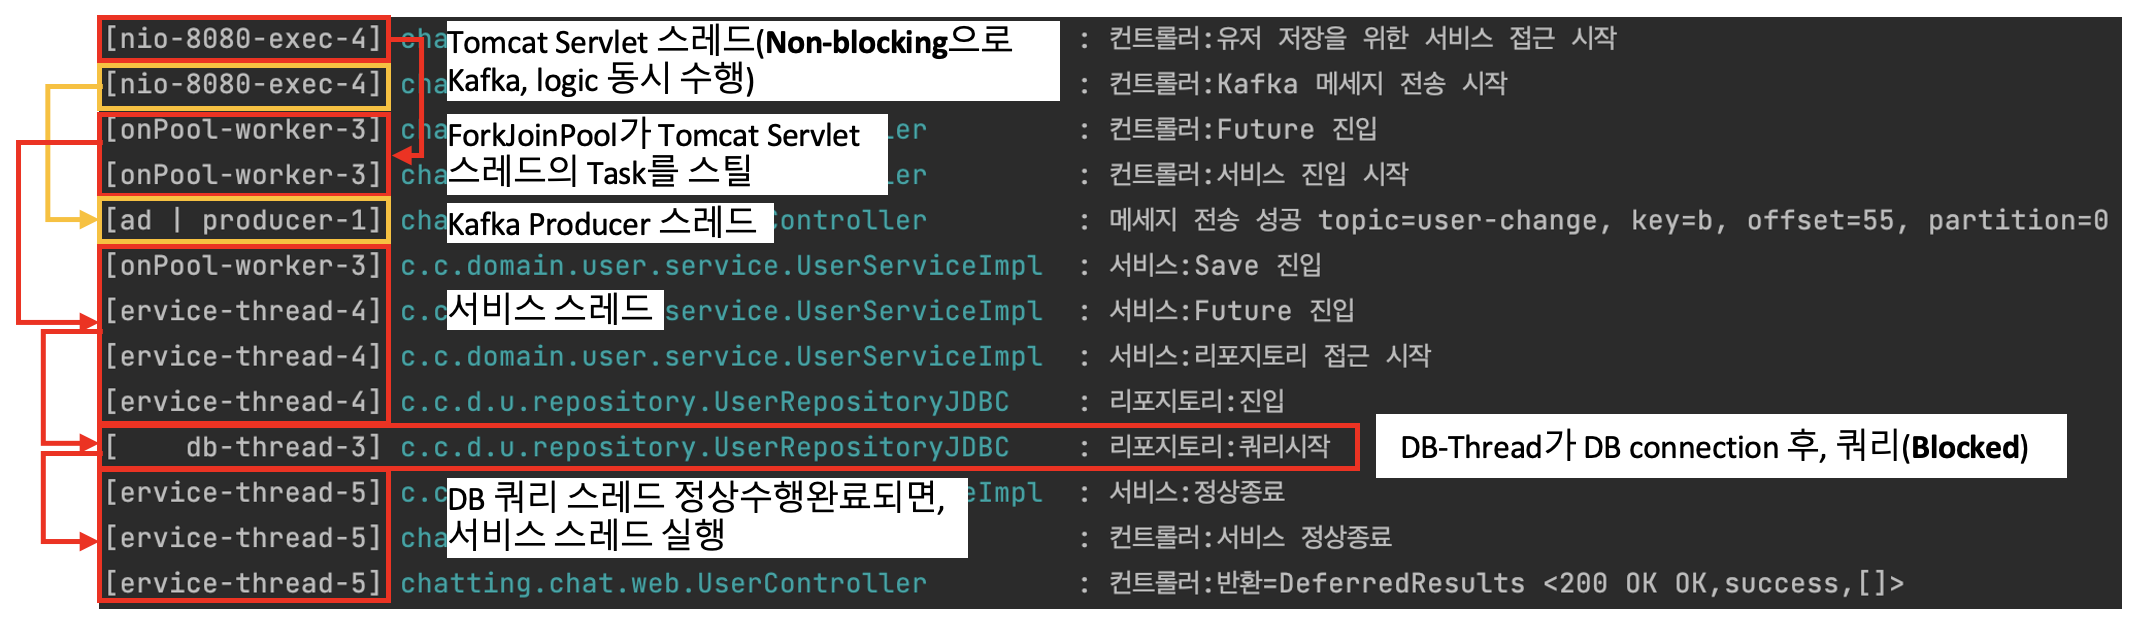 [nio-8080-exec-4] cha : 컨트롤러:유저 저장을 위한 서비스 접근 시작
Tomcat Servlet 스레드(Non-blocking으로
Kafka, logic 동시 수행)
[nio-8080-exec-4] cha : 컨트롤러:Kafka 메세지 전송 시작
[onPool-worker-3] cha ler : 컨트롤러:Future 진입
ForkJoinPool가 Tomcat Servlet
스레드의 Task를 스틸
[onPool-worker-3] cha ler : 컨트롤러:서비스 진입 시작
[ad | producer-1] cha Controller : 메세지 전송 성공 topic=user-change, key=b, offset=55, partition=0
Kafka Producer 스레드
[onPool-worker-3] c.c.domain.user.service.UserServiceImpl : 서비스:Save 진입
[ervice-thread-4] c.c service.UserServiceImpl : 서비스:Future 진입
서비스 스레드
[ervice-thread-4] c.c.domain.user.service.UserServiceImpl : 서비스:리포지토리 접근 시작
[ervice-thread-4] c.c.d.u.repository.UserRepositoryJDBC : 리포지토리:진입
[ db-thread-3] c.c.d.u.repository.UserRepositoryJDBC : 리포지토리:쿼리시작
DB-Thread가 DB connection 후, 쿼리(Blocked)
[ervice-thread-5] c.c eImpl : 서비스:정상종료
DB 쿼리 스레드 정상수행완료되면,
서비스 스레드 실행
[ervice-thread-5] cha : 컨트롤러:서비스 정상종료
[ervice-thread-5] chatting.chat.web.UserController : 컨트롤러:반환=DeferredResults <200 OK OK,success,[]>